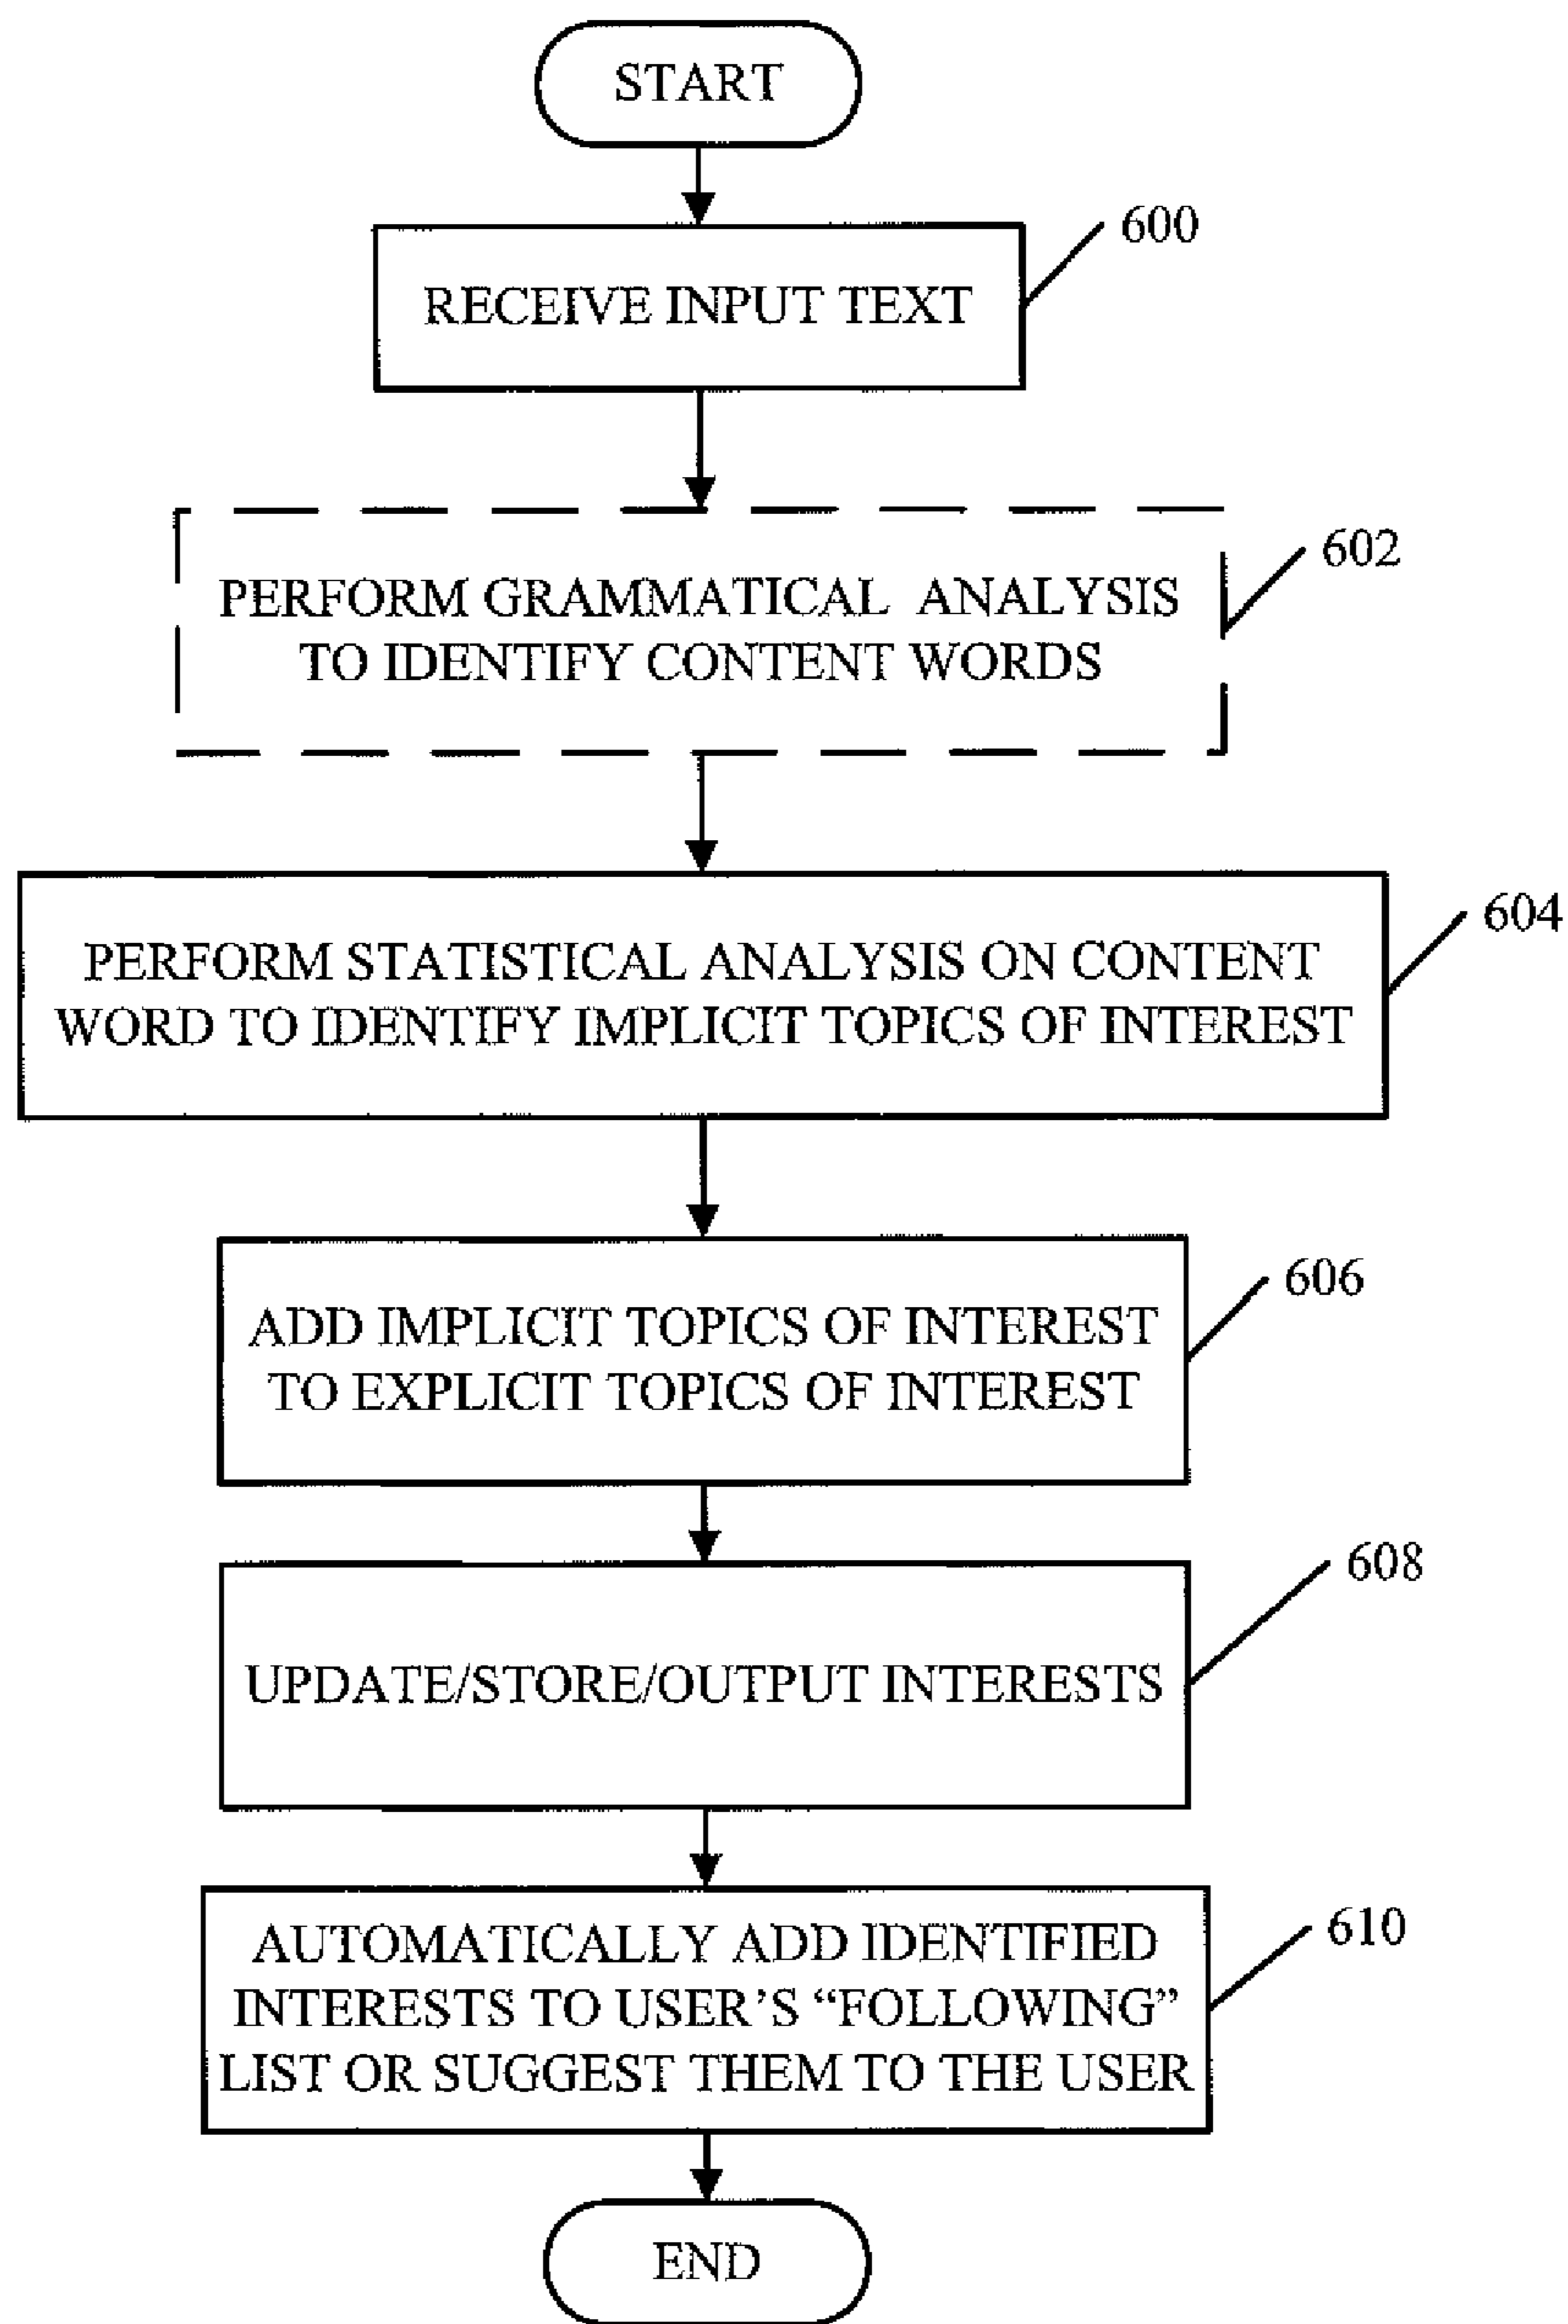 START
600
RECEIVE INPUT TEXT
602
PERFORM GRAMMATICAL ANALYSIS
TO IDENTIFY CONTENT WORDS
604
PERFORM STATISTICAL ANALYSIS ON CONTENT
WORD TO IDENTIFY IMPLICIT TOPICS OF INTEREST
606
ADD IMPLICIT TOPICS OF INTEREST
TO EXPLICIT TOPICS OF INTEREST
608
UPDATE/STORE/OUTPUT INTERESTS
610
AUTOMATICALLY ADD IDENTIFIED
INTERESTS TO USER’S “FOLLOWING”
LIST OR SUGGEST THEM TO THE USER
END